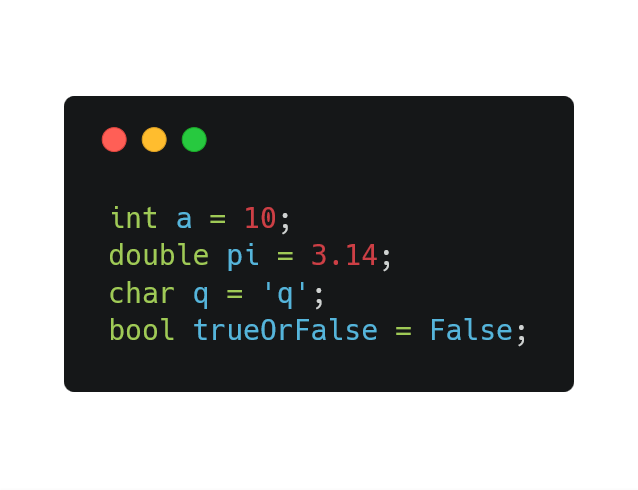 int a = 10;
double pi = 3.14;
char q = 'q';
bool trueOrFalse = False;